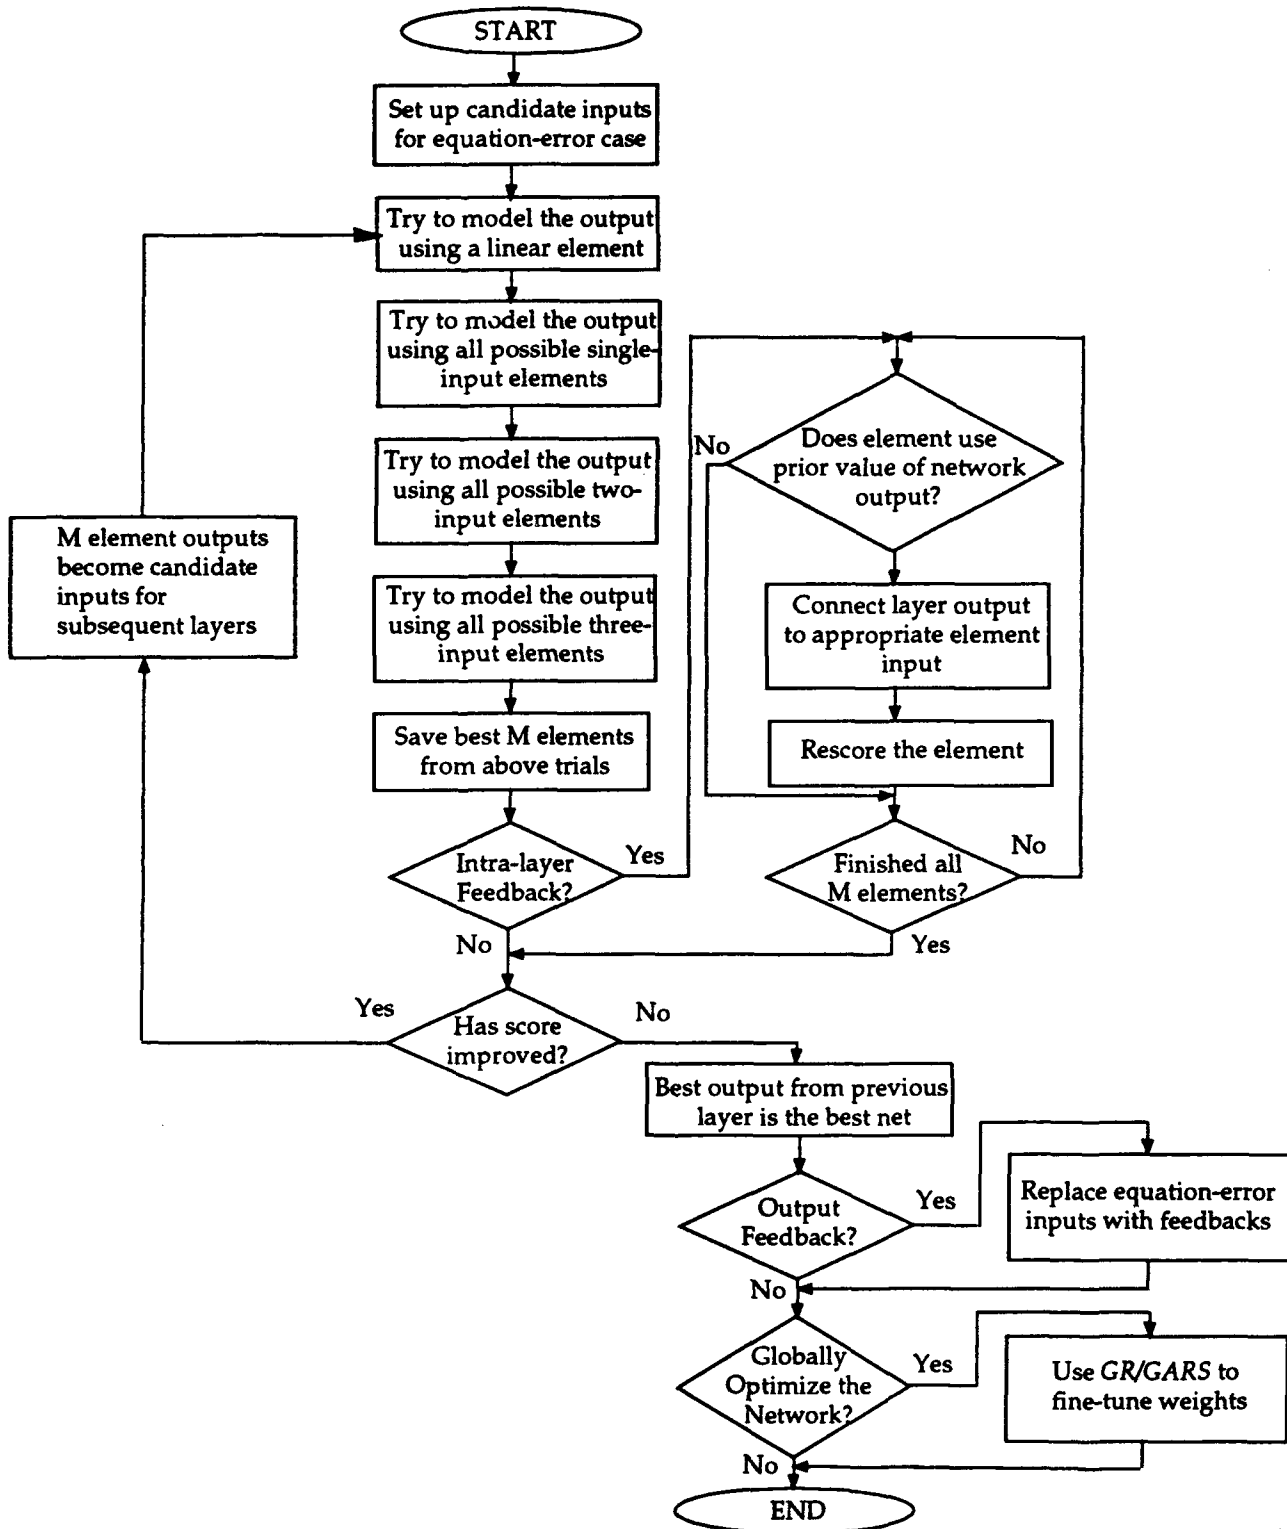 START
Set up candidate inputs
for equation-error case
Try to model the output
using a linear element
Try to model the output
using all possible single-
input elements
Try to model the output
using all possible two-
input elements
Try to model the output
using all possible three-
input elements
Save best M elements
from above trials
Intra-layer
Feedback?
Yes
No
M element outputs
become candidate
inputs for
subsequent layers
Does element use
prior value of network
output?
No
Connect layer output
to appropriate element
input
Rescore the element
Finished all
M elements?
No
Yes
Has score
improved?
Yes
No
Best output from previous
layer is the best net
Output
Feedback?
Yes
No
Replace equation-error
inputs with feedbacks
Globally
Optimize the
Network?
Yes
No
Use GR/GARS to
fine-tune weights
END